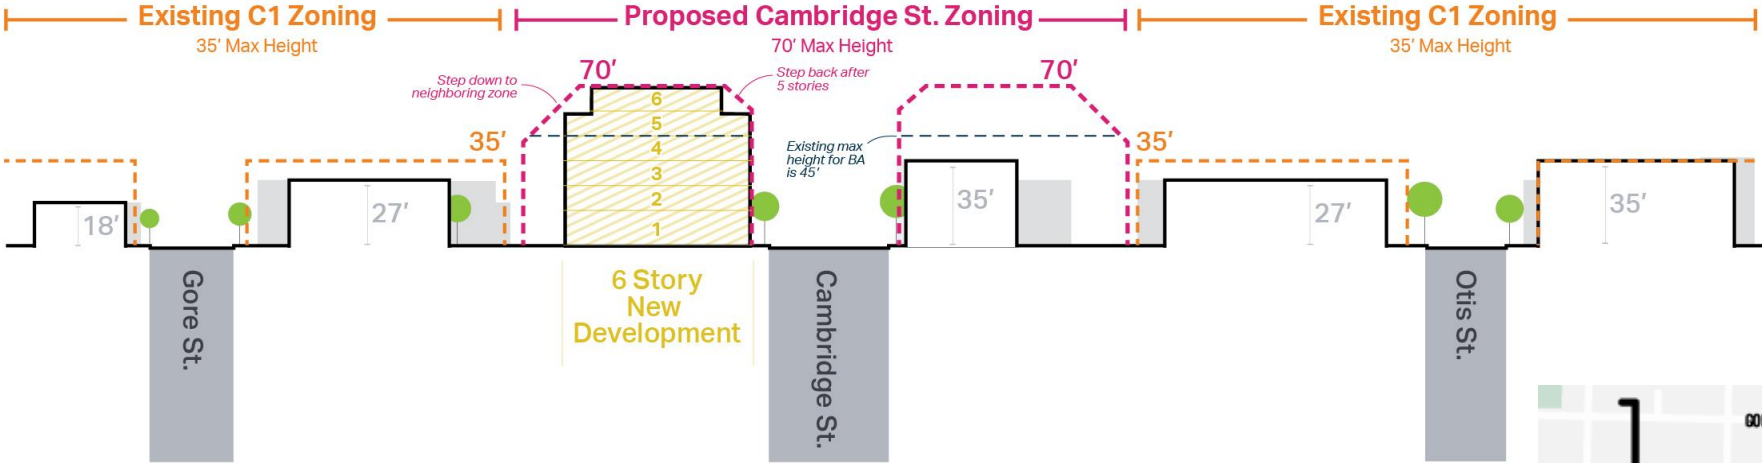 Existing C1 Zoning
35′ Max Height
Proposed Cambridge St. Zoning
70′ Max Height
Existing C1 Zoning
35′ Max Height
Step down to
neighboring zone
70′
Step back after
5 stories
70′
35′
6
5
4
3
2
1
Existing max
height for BA
is 45′
35′
18′
27′
35′
27′
35′
6 Story
New
Development
Gore St.
Cambridge St.
Otis St.